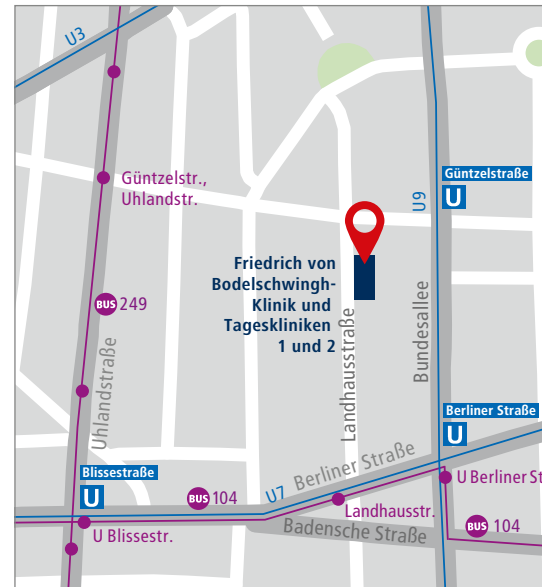 U3
Güntzelstr.,
Uhlandstr.
Güntzelstraße
U
U9
Friedrich von
Bodelschwingh-
Klinik und
Tageskliniken
1 und 2
BUS 249
Uhlandstraße
Landhausstraße
Bundesallee
Berliner Straße
U
Blissestraße
U
BUS 104
U7
Berliner Straße
Landhausstr.
U Berliner St
Badensche Straße
BUS 104
U Blissestr.